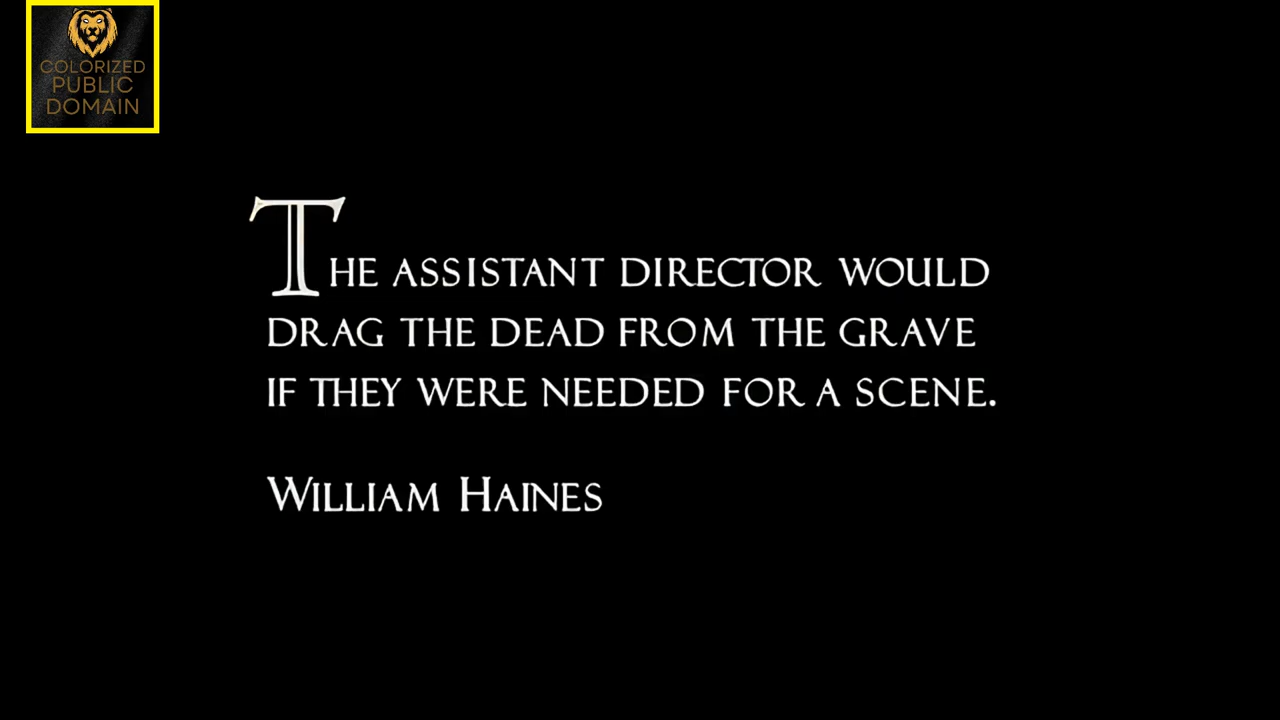 COLORIZED
PUBLIC
DOMAIN
THE ASSISTANT DIRECTOR WOULD
DRAG THE DEAD FROM THE GRAVE
IF THEY WERE NEEDED FOR A SCENE.
WILLIAM HAINES